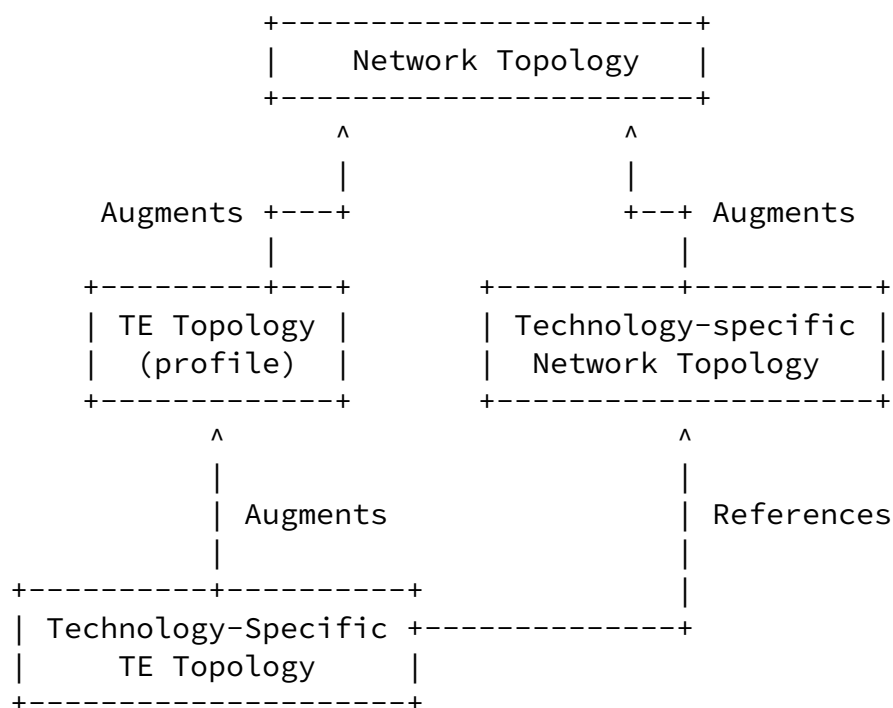 Network Topology
Augments
Augments
TE Topology
(profile)
Technology-specific
Network Topology
Augments
References
Technology-Specific
TE Topology